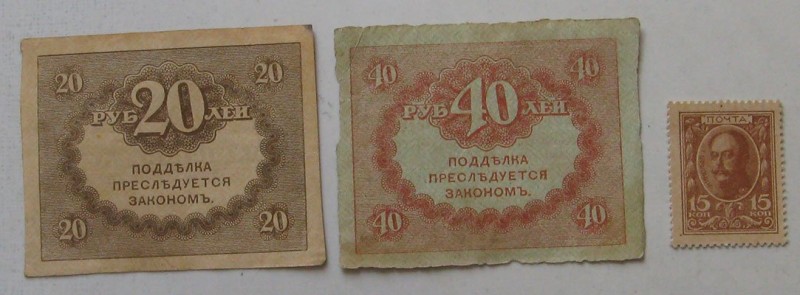 20 20
РУБ 20 ЛЕЙ
ПОДДѢЛКА
ПРЕСЛѢДУЕТСЯ
ЗАКОНОМЪ.
20 20
40 40
РУБ 40 ЛЕЙ
ПОДДѢЛКА
ПРЕСЛѢДУЕТСЯ
ЗАКОНОМЪ.
40 40
ПОЧТА
15 15
КОП КОП